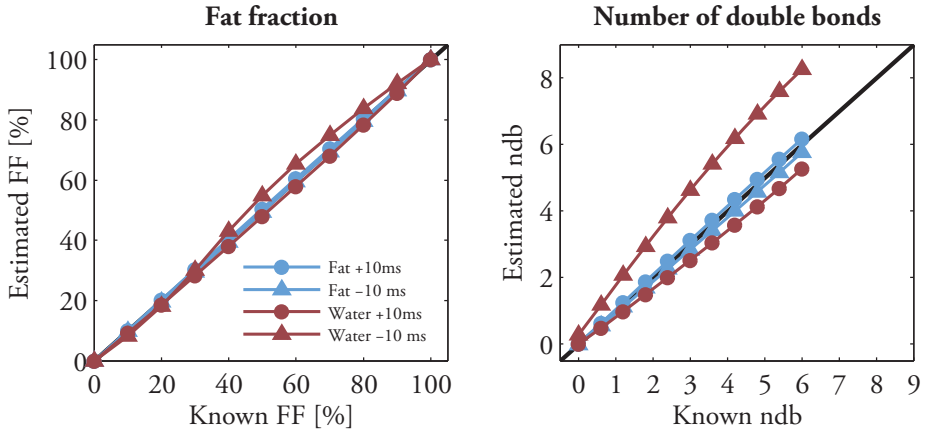 Fat fraction
100
80
60
40
20
0
0 20 40 60 80 100
Estimated FF [%]
Known FF [%]
Fat +10ms
Fat −10 ms
Water +10ms
Water −10 ms
Number of double bonds
8
6
4
2
0
0 1 2 3 4 5 6 7 8 9
Estimated ndb
Known ndb